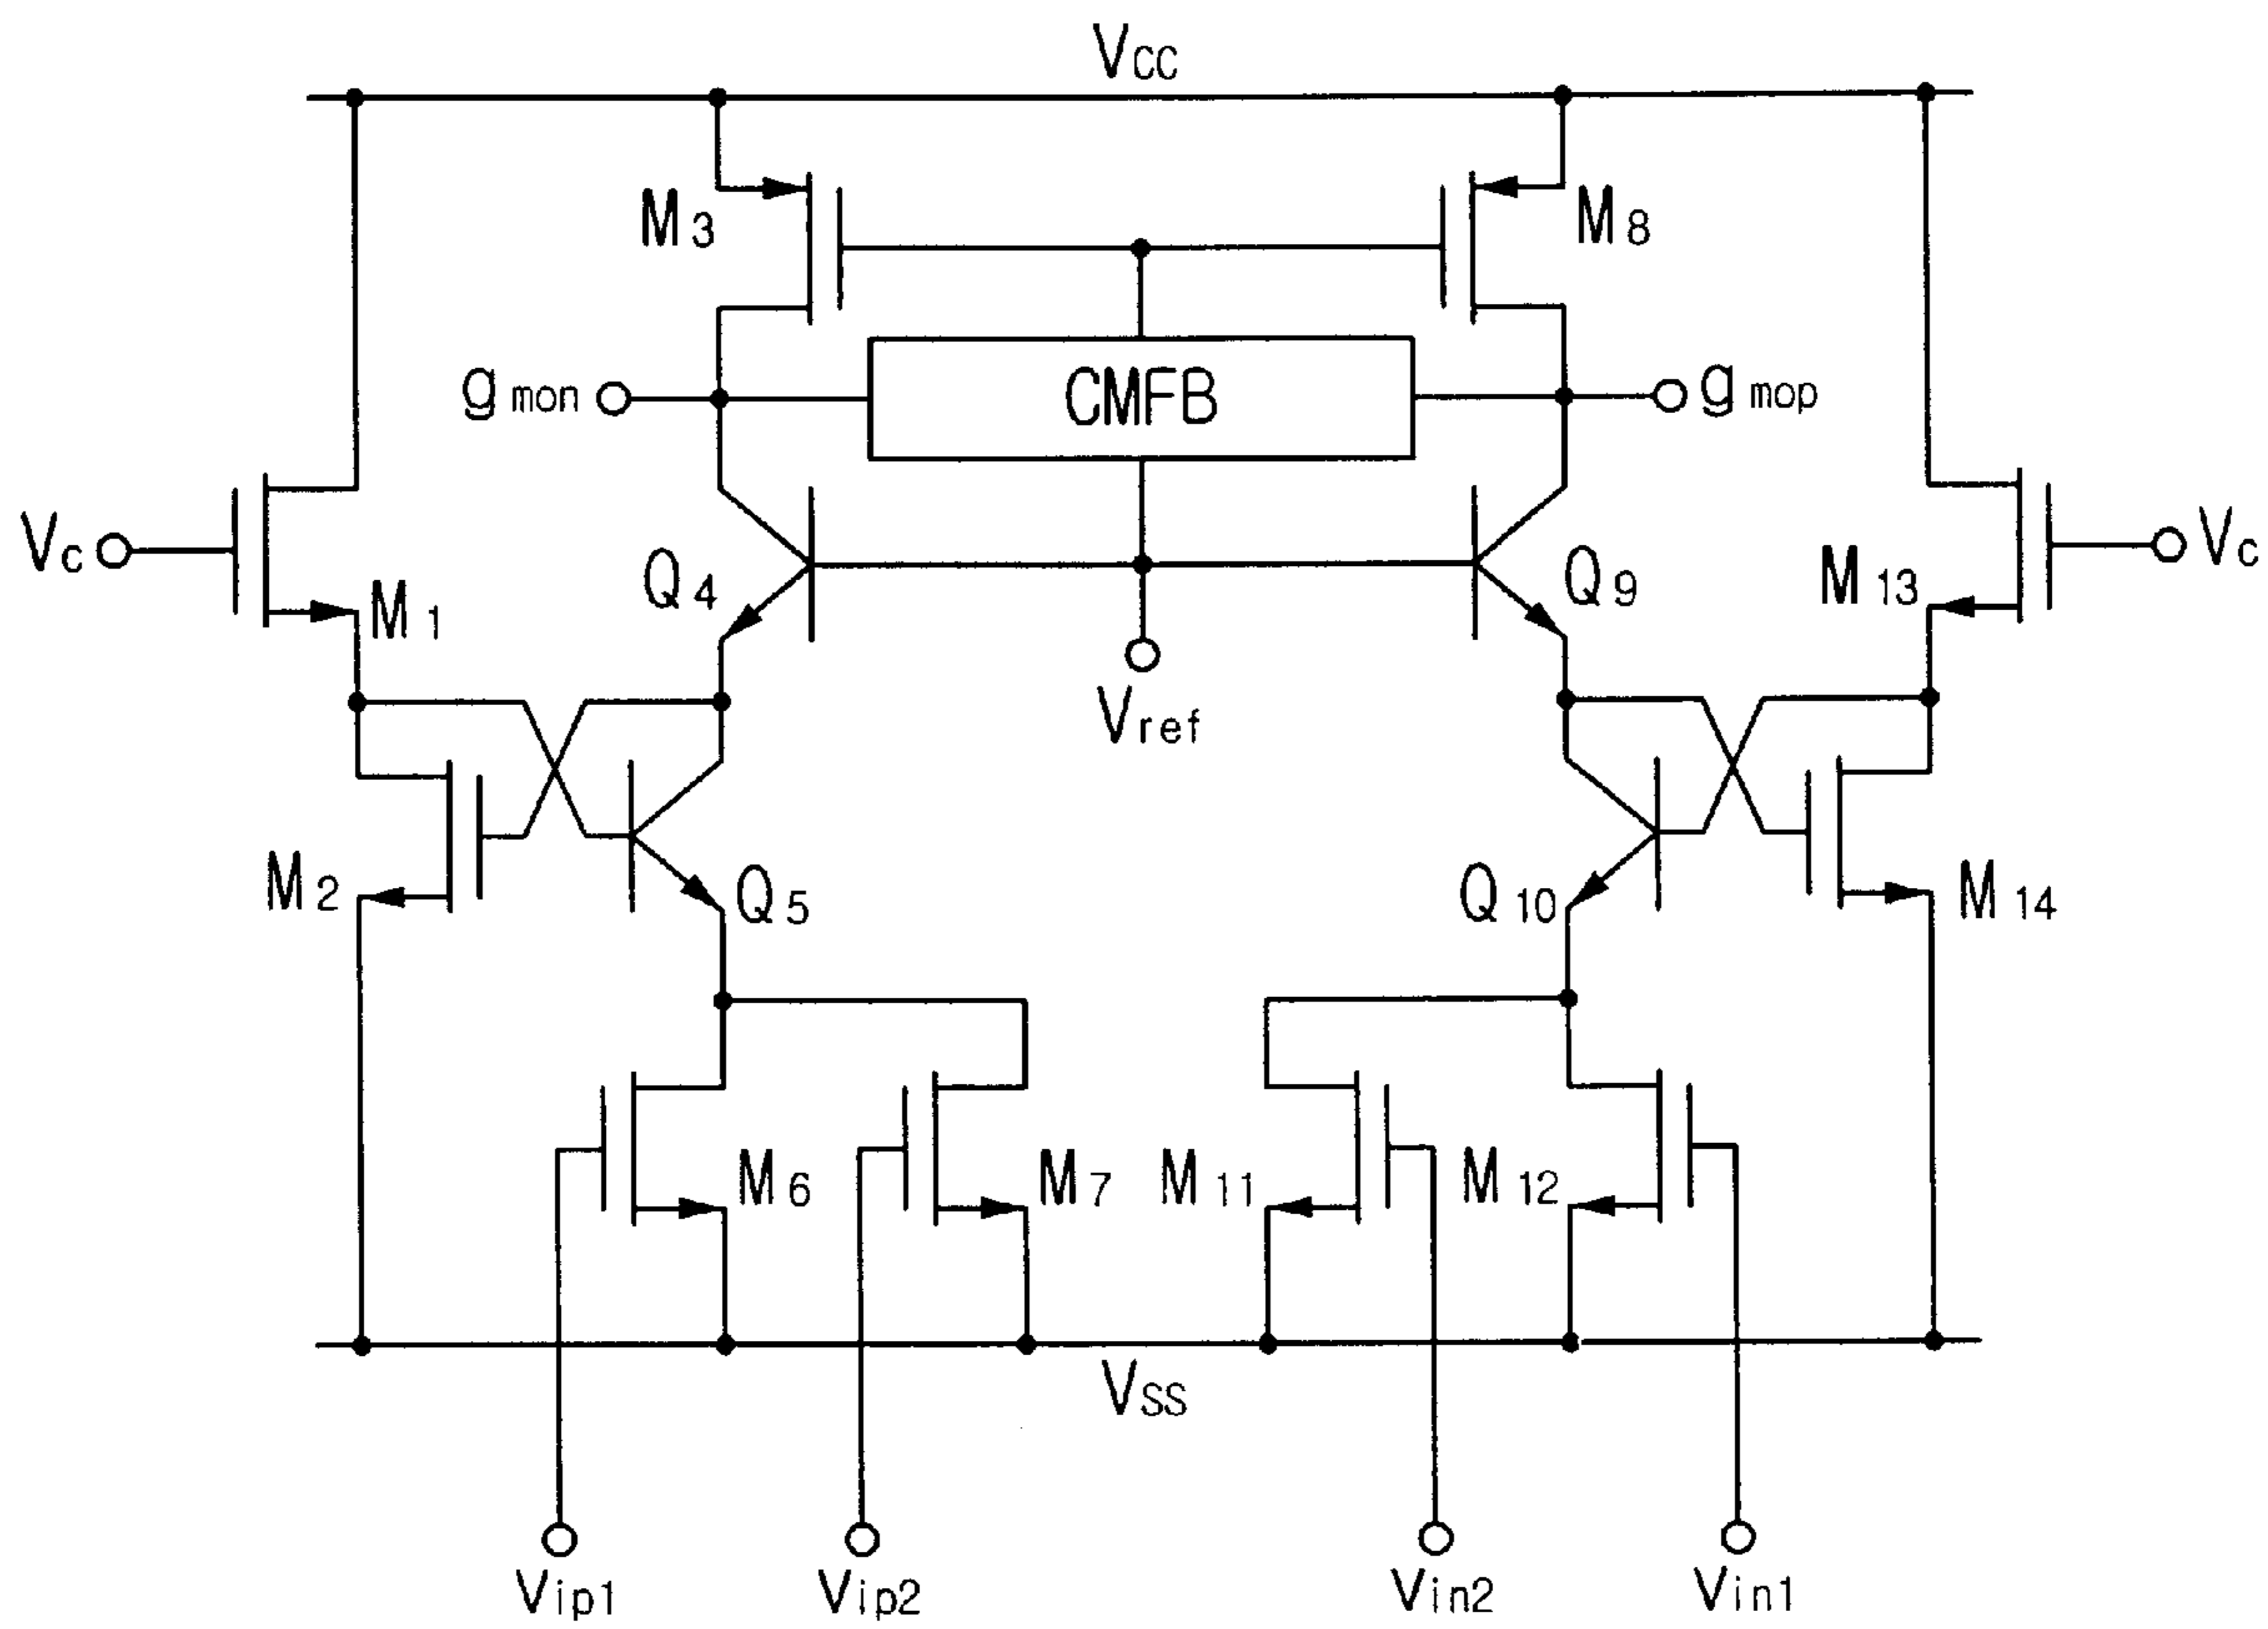 VCC
M3
M8
gmon
CMFB
gmop
Vc
M1
Q4
Q9
M13
Vc
Vref
M2
Q5
Q10
M14
M6
M7
M11
M12
VSS
Vip1
Vip2
Vin2
Vin1